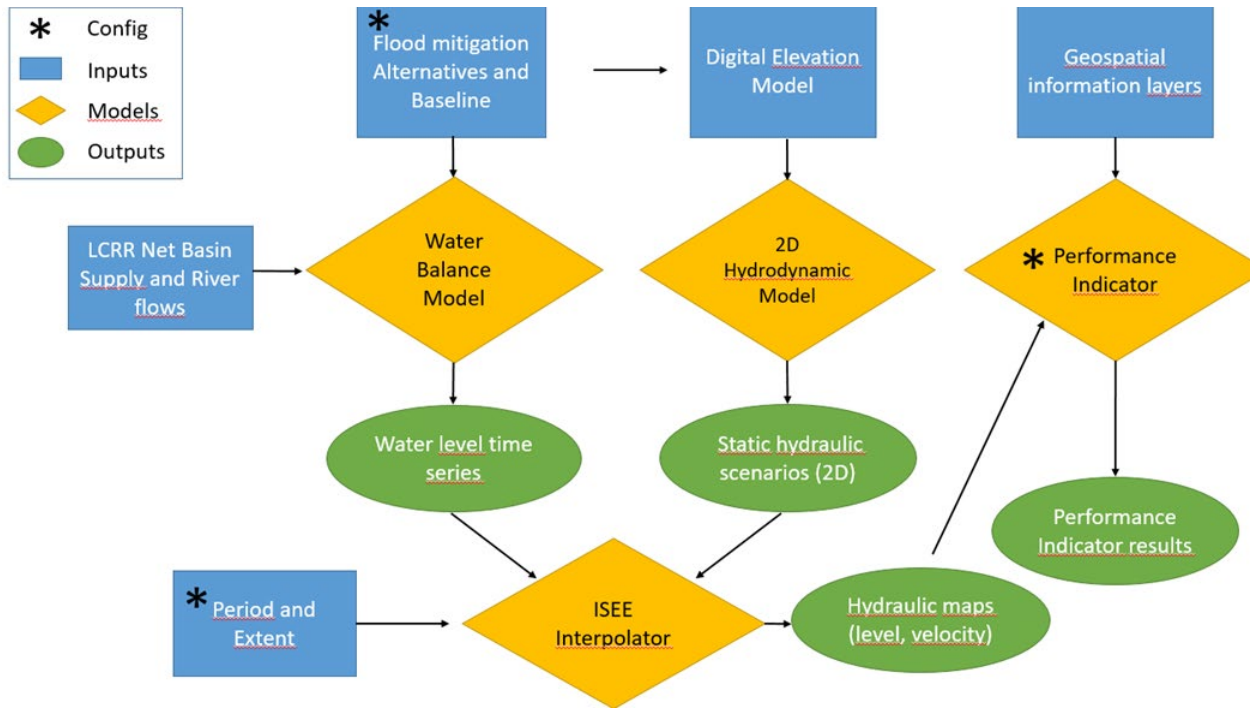 * Config
Inputs
Models
Outputs
*
Flood mitigation
Alternatives and
Baseline
Digital Elevation
Model
Geospatial
information layers
LCRR Net Basin
Supply and River
flows
Water
Balance
Model
2D
Hydrodynamic
Model
* Performance
Indicator
Water level time
series
Static hydraulic
scenarios (2D)
Performance
Indicator results
* Period and
Extent
ISEE
Interpolator
Hydraulic maps
(level, velocity)